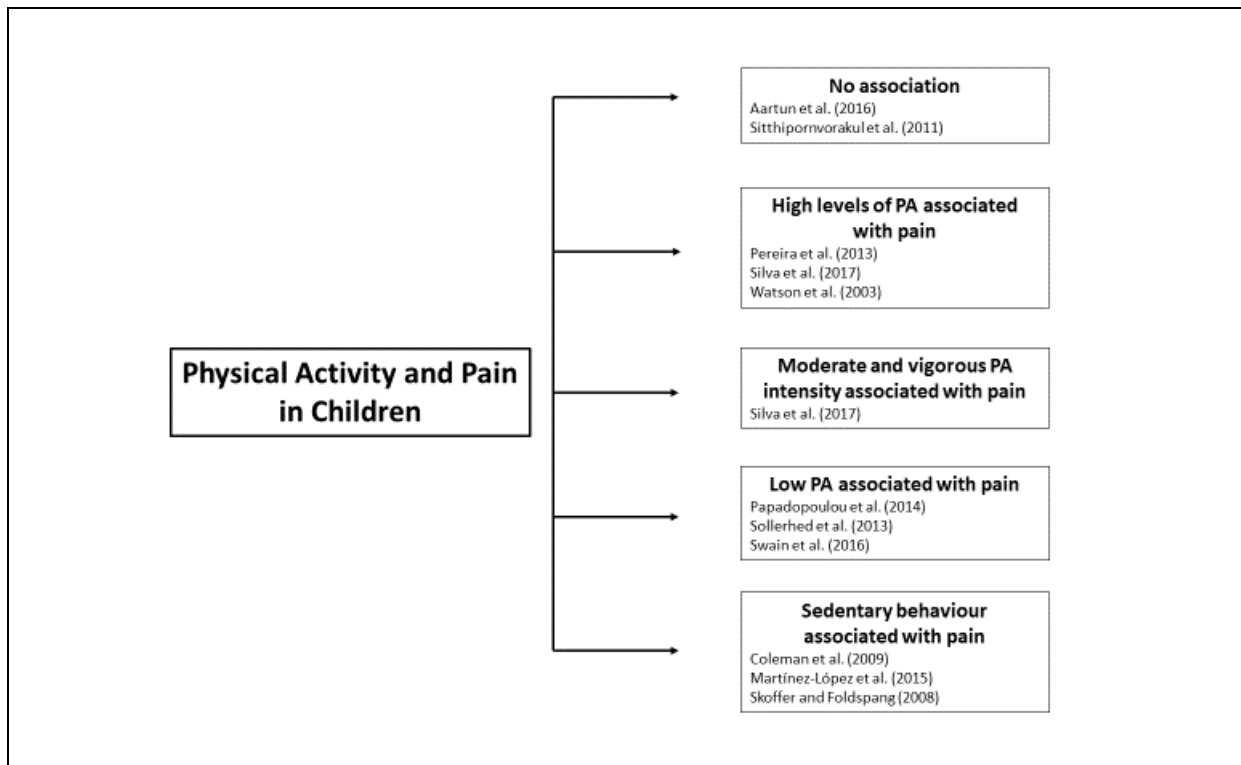 No association
Aartun et al. (2016)
Sitthipornvorakul et al. (2011)
High levels of PA associated
with pain
Pereira et al. (2013)
Silva et al. (2017)
Watson et al. (2003)
Physical Activity and Pain
in Children
Moderate and vigorous PA
intensity associated with pain
Silva et al. (2017)
Low PA associated with pain
Papadopoulou et al. (2014)
Sollerhed et al. (2013)
Swain et al. (2016)
Sedentary behaviour
associated with pain
Coleman et al. (2009)
Martínez-López et al. (2015)
Skoffer and Foldspang (2008)